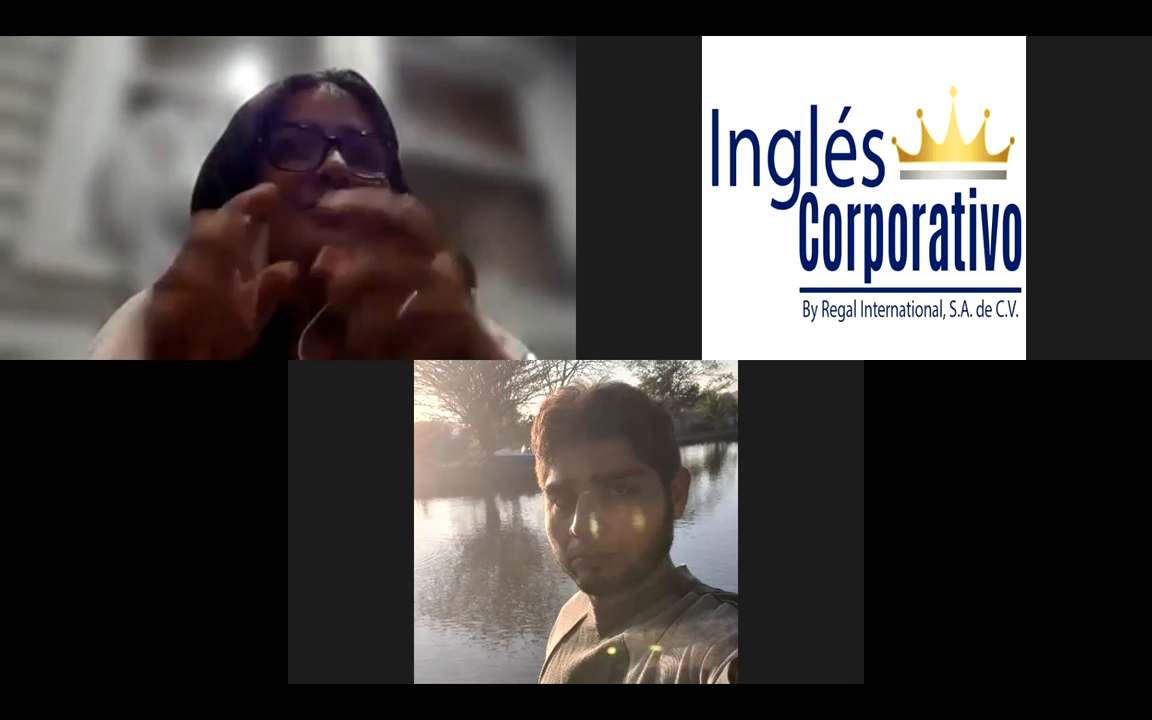 Inglés
Corporativo
By Regal International, S.A. de C.V.